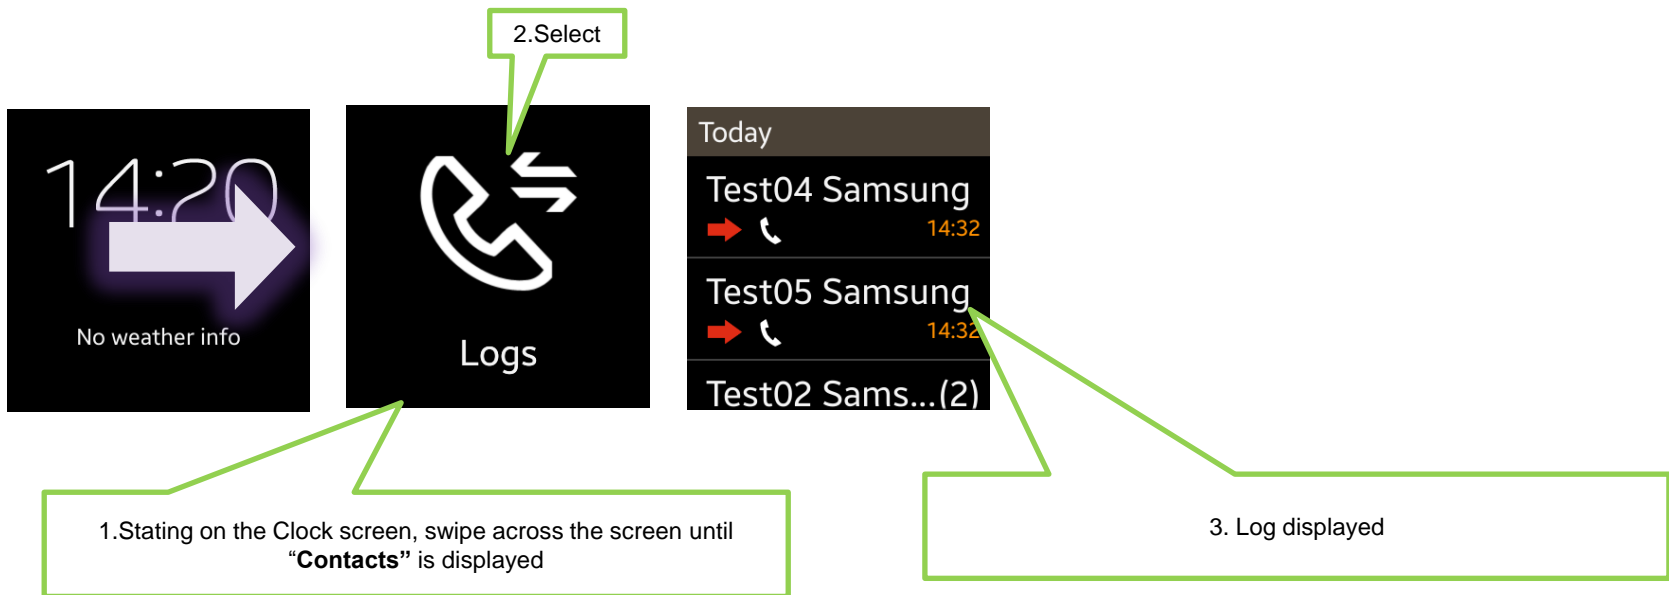 2.Select
14:20
No weather info
Logs
Today
Test04 Samsung
14:32
Test05 Samsung
14:32
Test02 Sams...(2)
1.Stating on the Clock screen, swipe across the screen until
“Contacts” is displayed
3. Log displayed